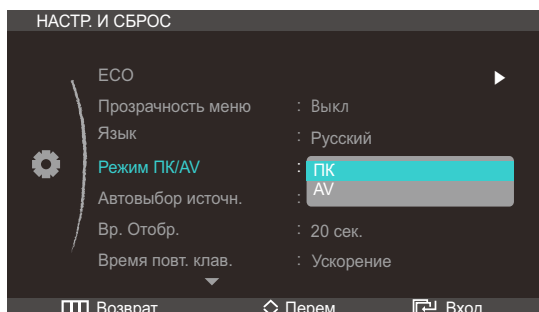 НАСТР. И СБРОС
ECO
Прозрачность меню : Выкл
Язык : Русский
Режим ПК/AV : ПК
AV
Автовыбор источн. :
Вр. Отобр. : 20 сек.
Время повт. клав. : Ускорение
Возврат Перем. Вход